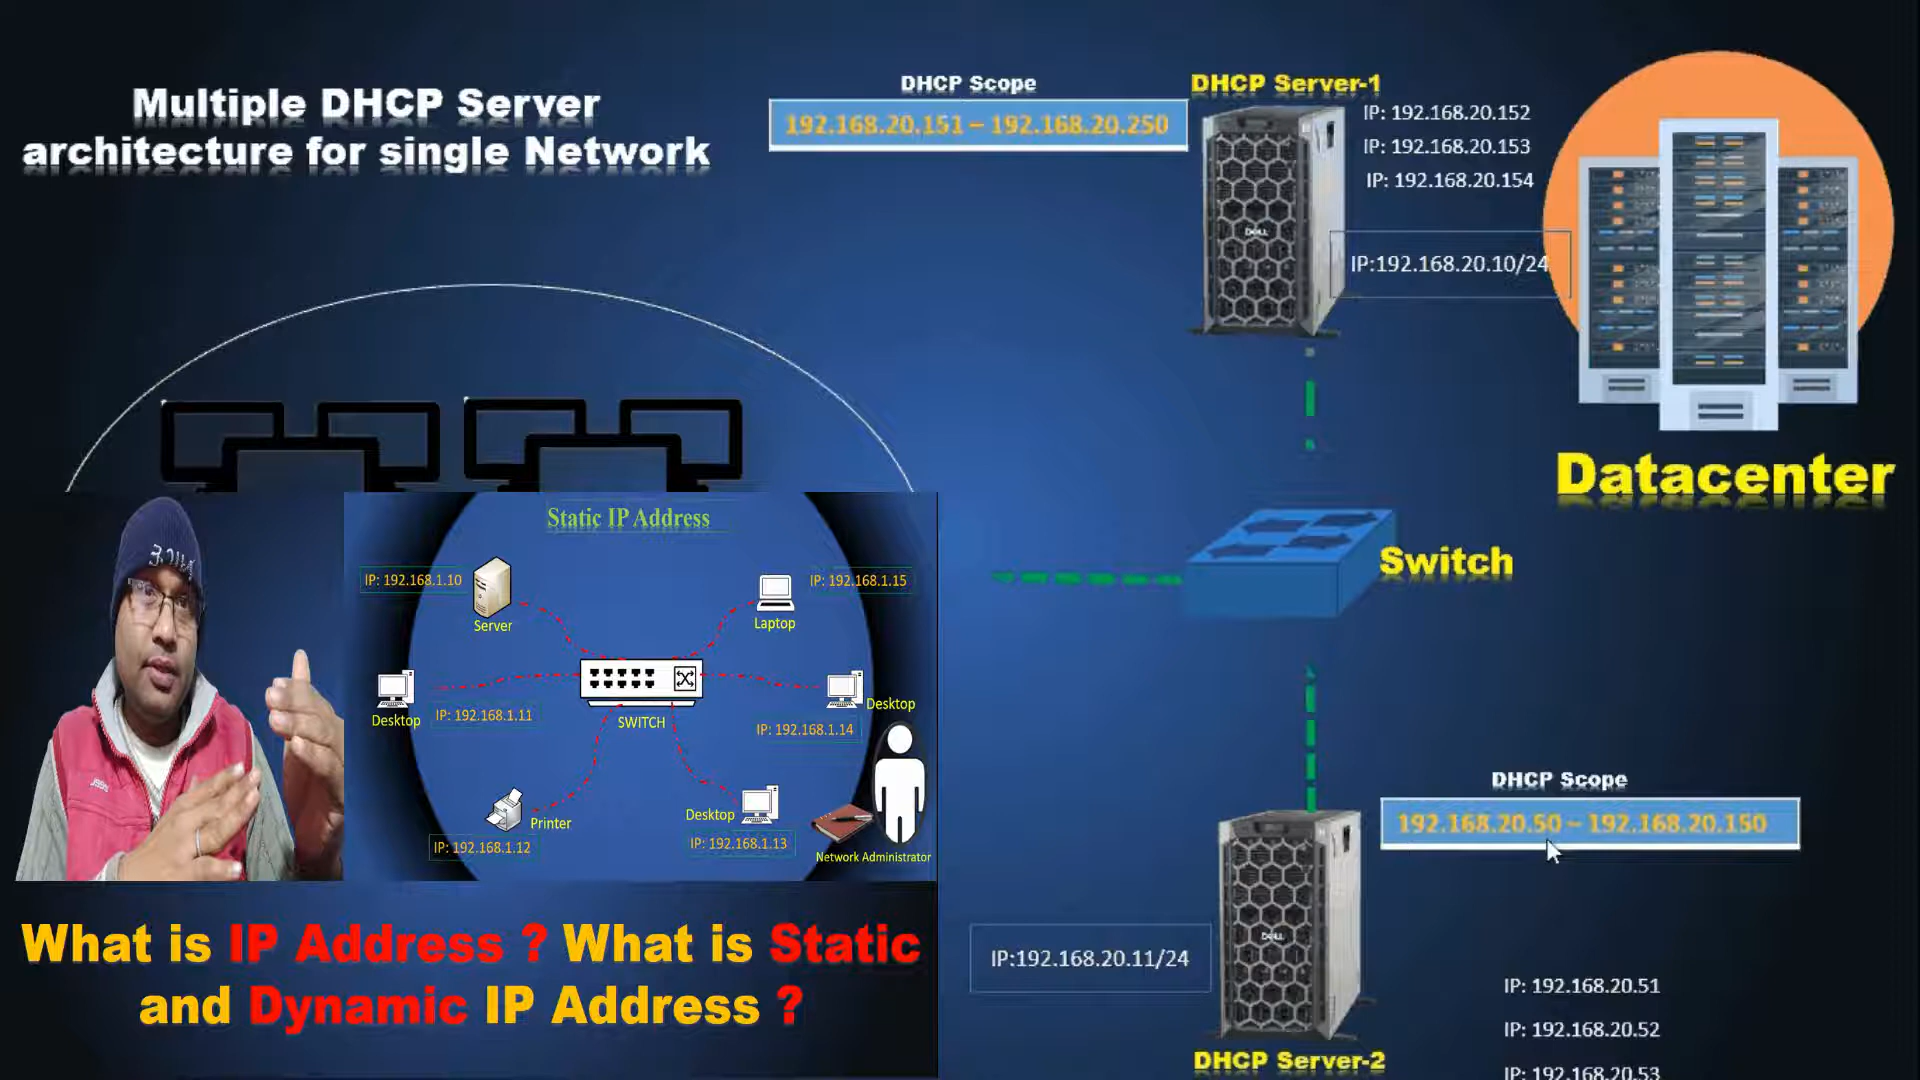 Multiple DHCP Server
architecture for single Network
DHCP Scope
192.168.20.151 – 192.168.20.250
DHCP Server-1
IP: 192.168.20.152
IP: 192.168.20.153
IP: 192.168.20.154
DELL
IP:192.168.20.10/24
Datacenter
Switch
Static IP Address
IP: 192.168.1.10
Server
IP: 192.168.1.15
Laptop
Desktop
IP: 192.168.1.11
SWITCH
Desktop
IP: 192.168.1.14
Printer
IP: 192.168.1.12
Desktop
IP: 192.168.1.13
Network Administrator
What is IP Address ? What is Static
and Dynamic IP Address ?
DHCP Scope
192.168.20.50 – 192.168.20.150
IP:192.168.20.11/24
DELL
DHCP Server-2
IP: 192.168.20.51
IP: 192.168.20.52
IP: 192.168.20.53